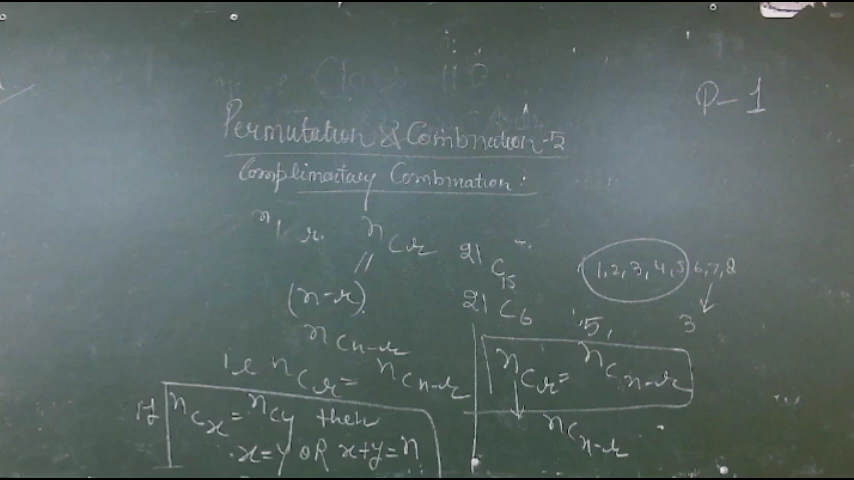 P-1
Permutation & Combination-5
Complimentary Combination:
n, r. nCr
(n-r)
nCn-r
i.e nCr = nCn-r
If nCx = nCy then
x=y OR x+y=n
21C15
21C6
1,2,3,4,5 6,7,8
5, 3
nCr = nCn-r
nCn-r